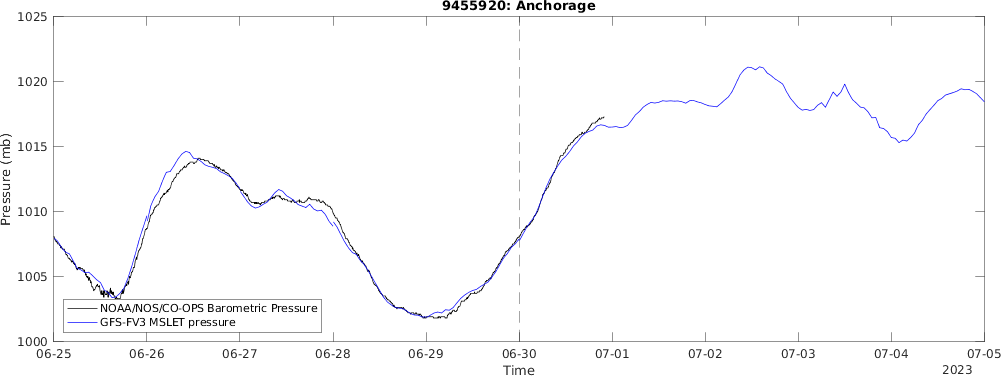 9455920: Anchorage
1025
1020
1015
1010
1005
1000
Pressure (mb)
NOAA/NOS/CO-OPS Barometric Pressure
GFS-FV3 MSLET pressure
06-25 06-26 06-27 06-28 06-29 06-30 07-01 07-02 07-03 07-04 07-05
Time
2023